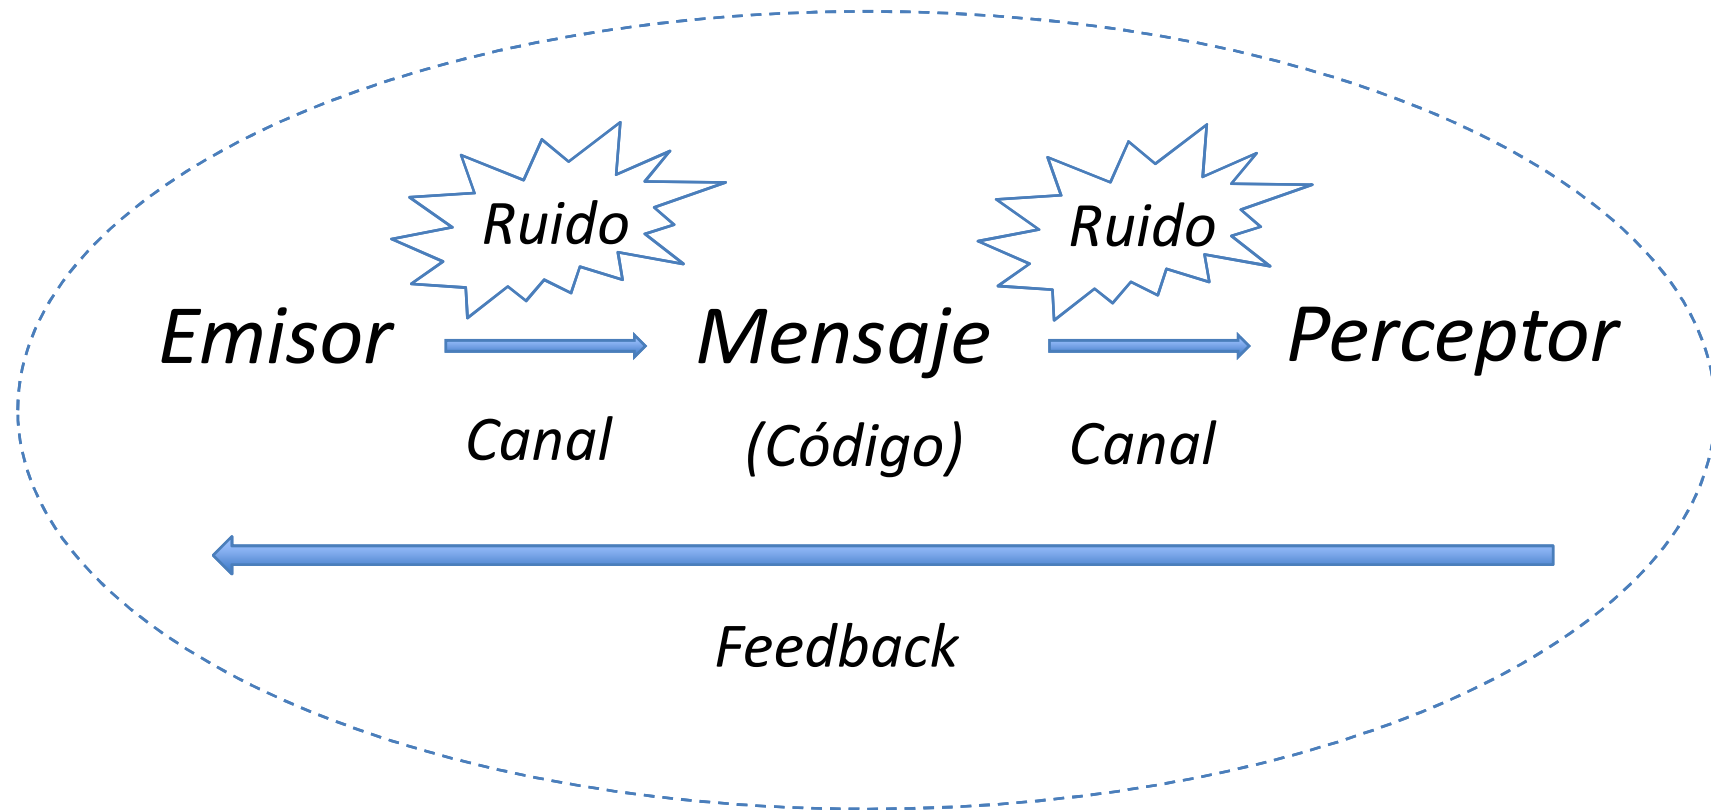 Ruido
Ruido
Emisor
Mensaje
Perceptor
Canal
(Código)
Canal
Feedback